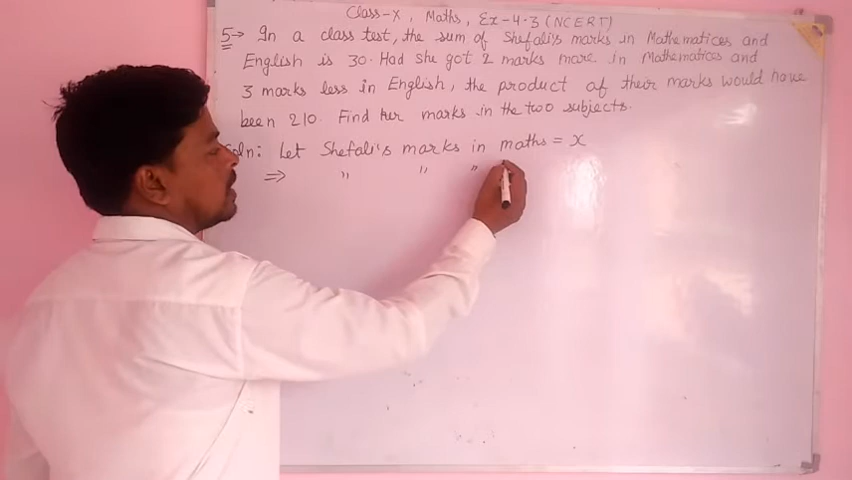 Class-X, Maths, Ex-4.3 (NCERT)
5→ In a class test, the sum of Shefali's marks in Mathematices and
English is 30. Had she got 2 marks more in Mathematices and
3 marks less in English, the product of their marks would have
been 210. Find her marks in the two subjects.
Soln: Let Shefali's marks in maths = x
⇒ " " "